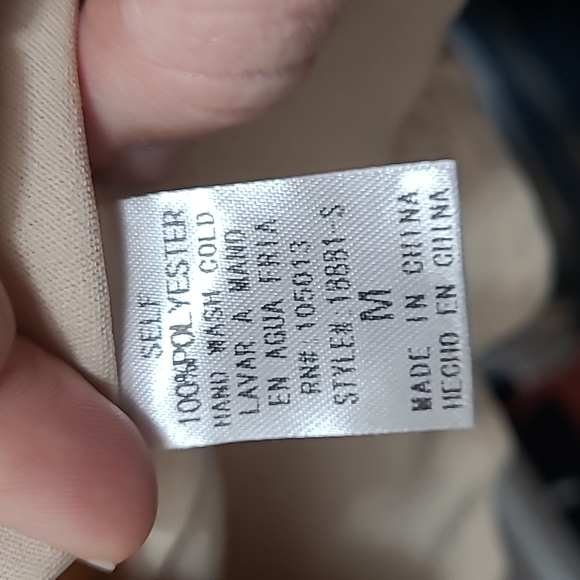 SELF
100%POLYESTER
HAND WASH COLD
LAVAR A MANO
EN AGUA FRIA
RN#:105013
STYLE#:18881-S
M
MADE IN CHINA
HECHO EN CHINA